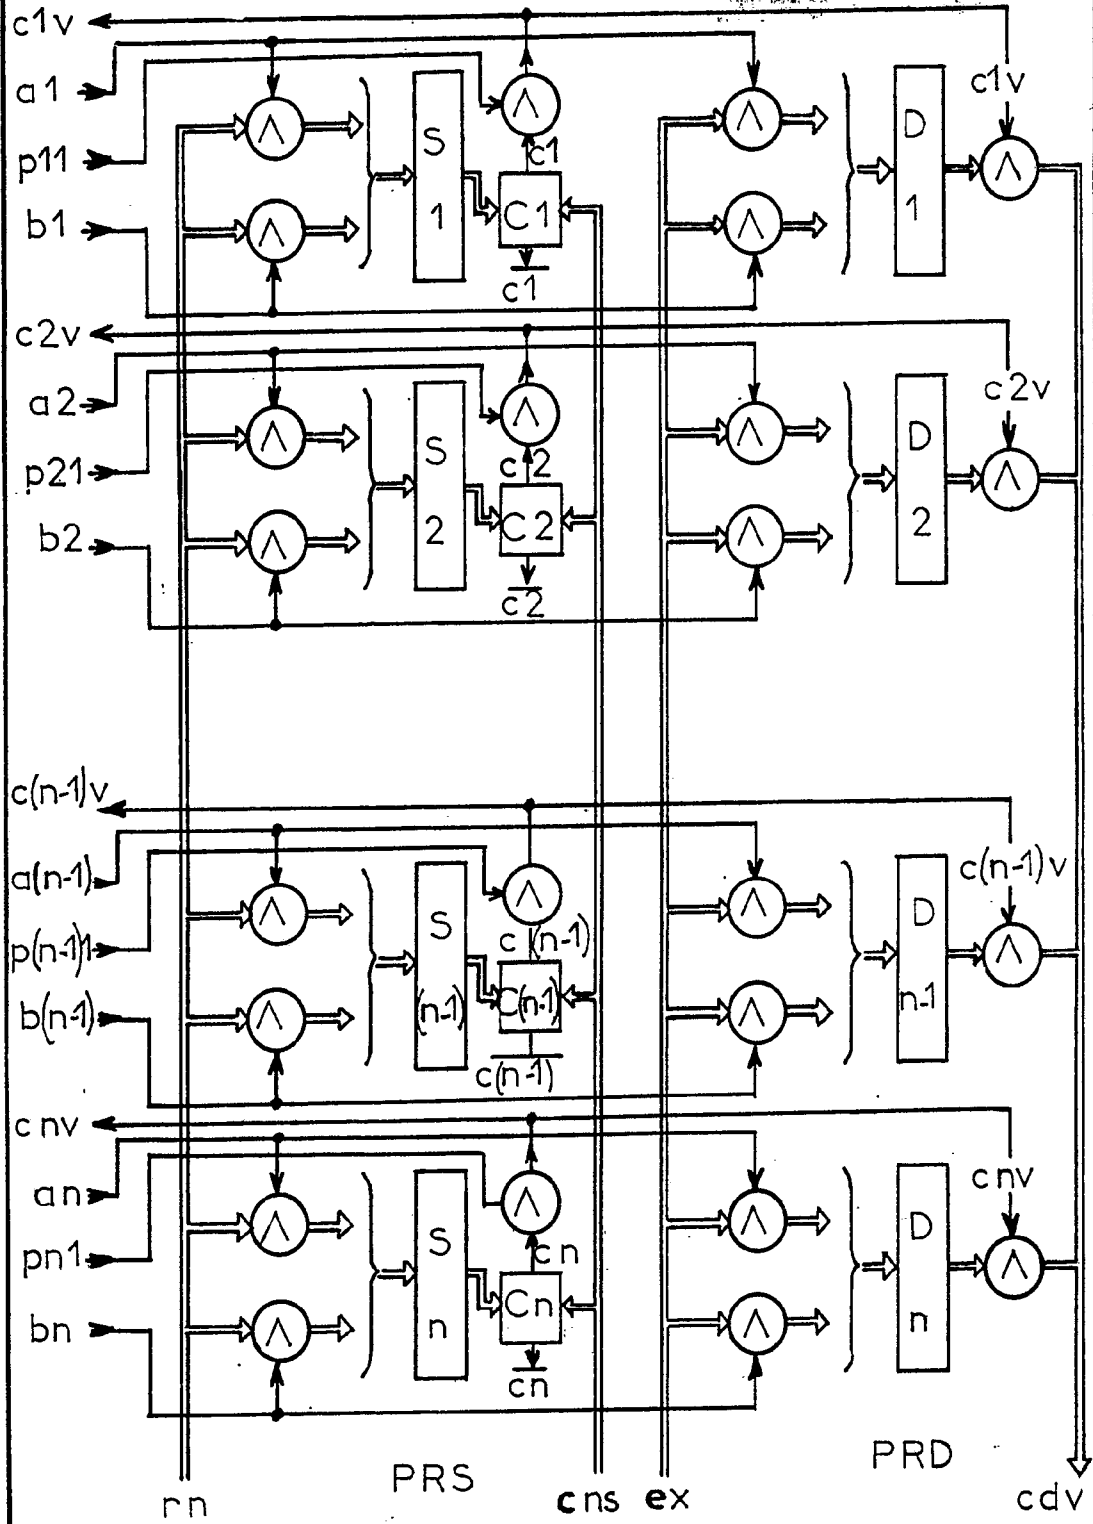 c1v
a1
c1v
p11
S
1
c1
D
1
b1
C1
c1
c2v
a2
c2v
p21
S
2
c2
D
2
b2
C2
c2
c(n-1)v
a(n-1)
c(n-1)v
p(n-1)1
S
(n-1)
c(n-1)
D
n-1
b(n-1)
C(n-1)
c(n-1)
cnv
an
cnv
pn1
S
n
cn
D
n
bn
Cn
cn
PRS
PRD
rn
cns
ex
cdv